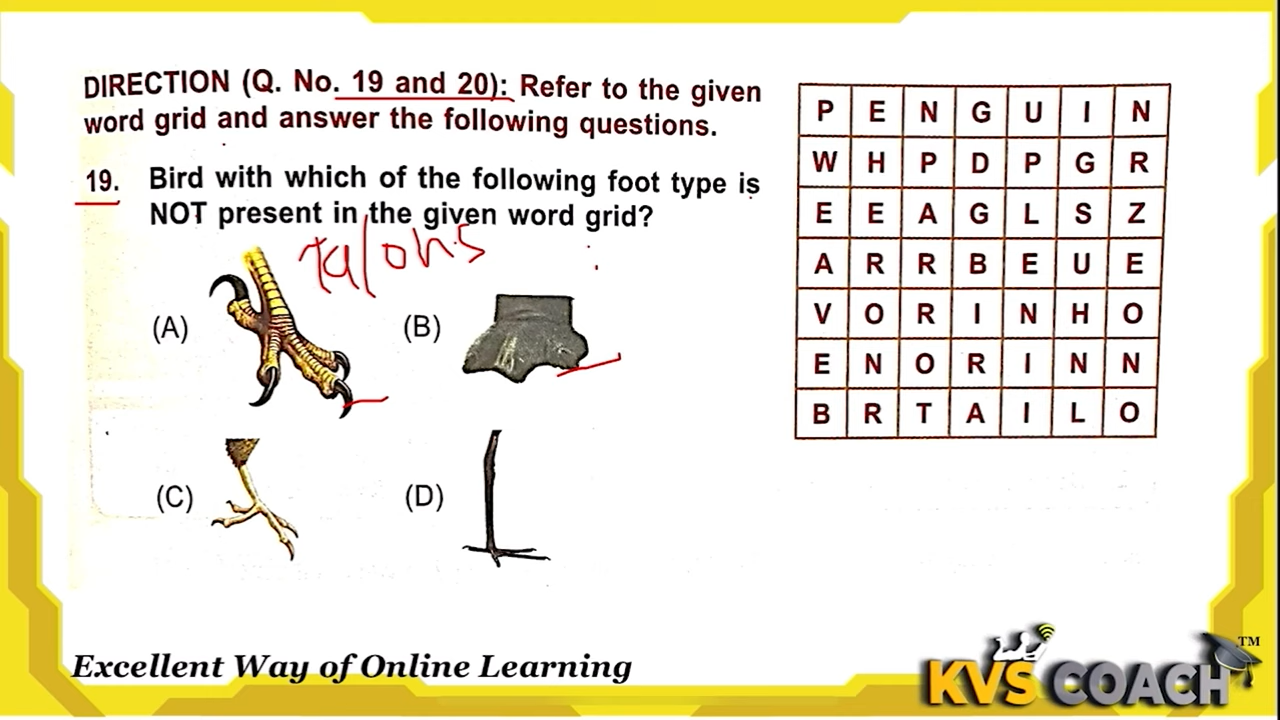 DIRECTION (Q. No. 19 and 20): Refer to the given
word grid and answer the following questions.
19. Bird with which of the following foot type is
NOT present in the given word grid?
talons
(A)
(B)
(C)
(D)
P E N G U I N
W H P D P G R
E E A G L S Z
A R R B E U E
V O R I N H O
E N O R I N N
B R T A I L O
Excellent Way of Online Learning
KVS COACH TM